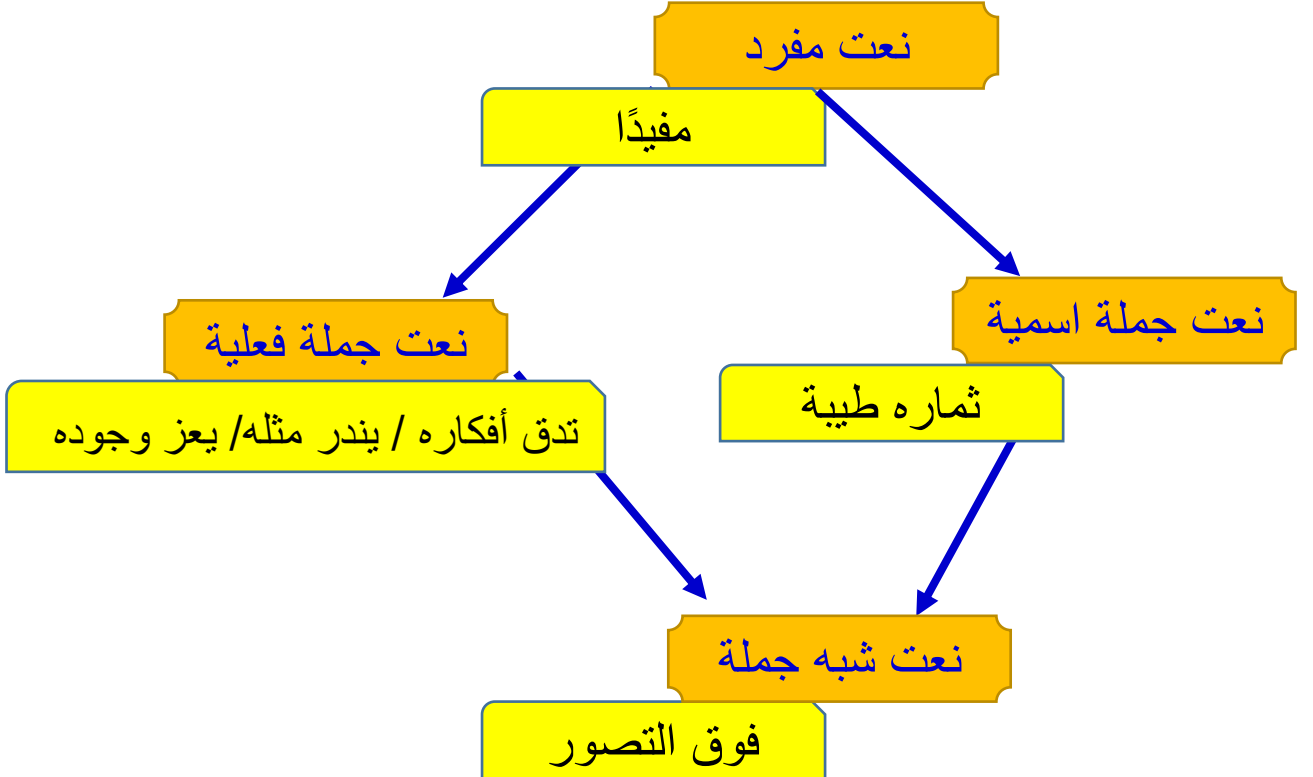 نعت مفرد
مفيدًا
نعت جملة اسمية
ثماره طيبة
نعت جملة فعلية
تدق أفكاره / يندر مثله/ يعز وجوده
نعت شبه جملة
فوق التصور